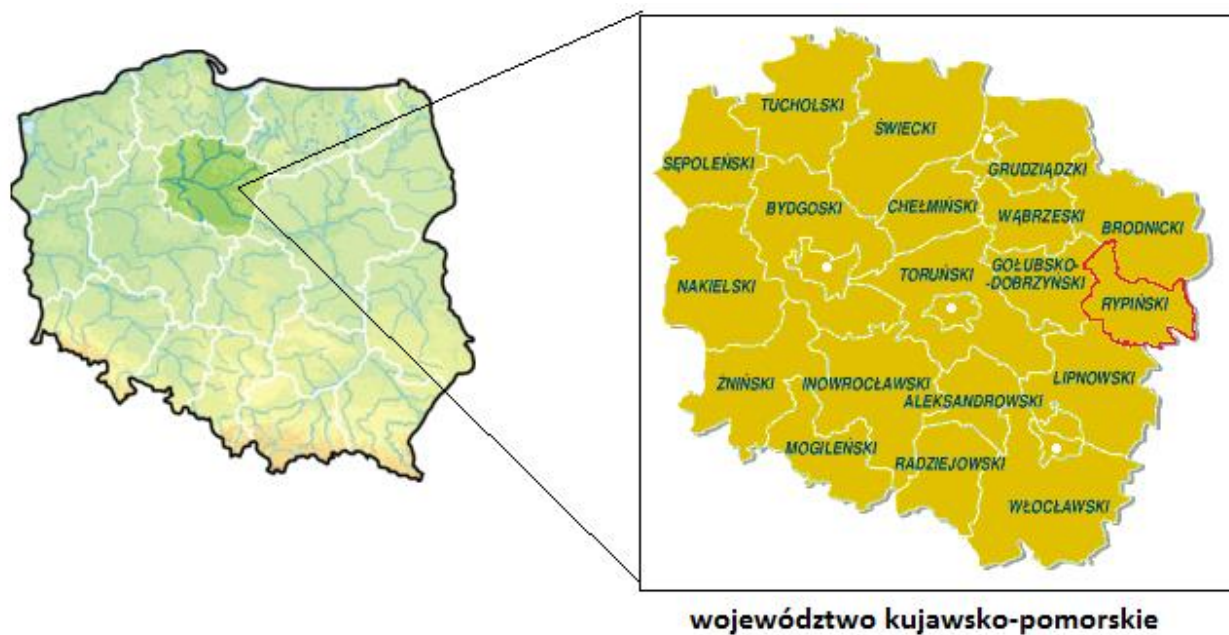 TUCHOLSKI
ŚWIECKI
SĘPOLEŃSKI
GRUDZIĄDZKI
BYDGOSKI
CHEŁMIŃSKI
WĄBRZESKI
BRODNICKI
NAKIELSKI
TORUŃSKI
GOŁUBSKO-
-DOBRZYŃSKI
RYPIŃSKI
ŻNIŃSKI
INOWROCŁAWSKI
ALEKSANDROWSKI
LIPNOWSKI
MOGILEŃSKI
RADZIEJOWSKI
WŁOCŁAWSKI
województwo kujawsko-pomorskie